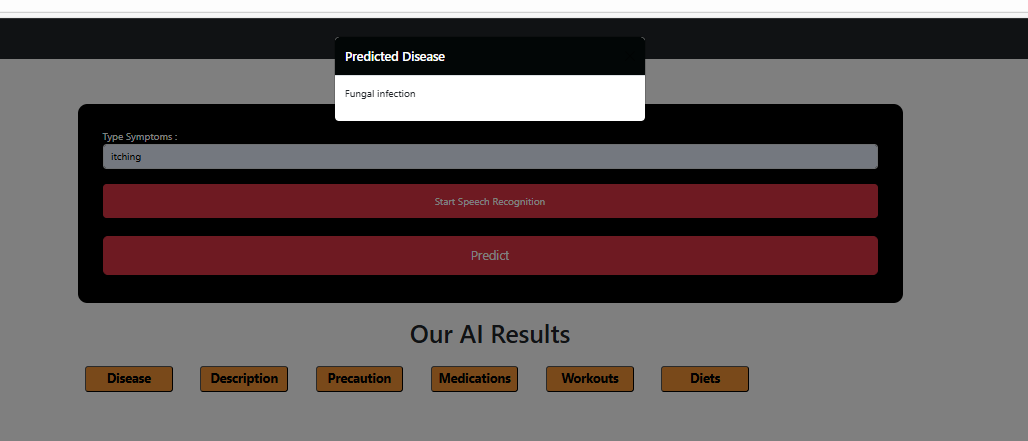 Predicted Disease
Fungal infection
Type Symptoms :
itching
Start Speech Recognition
Predict
Our AI Results
Disease Description Precaution Medications Workouts Diets